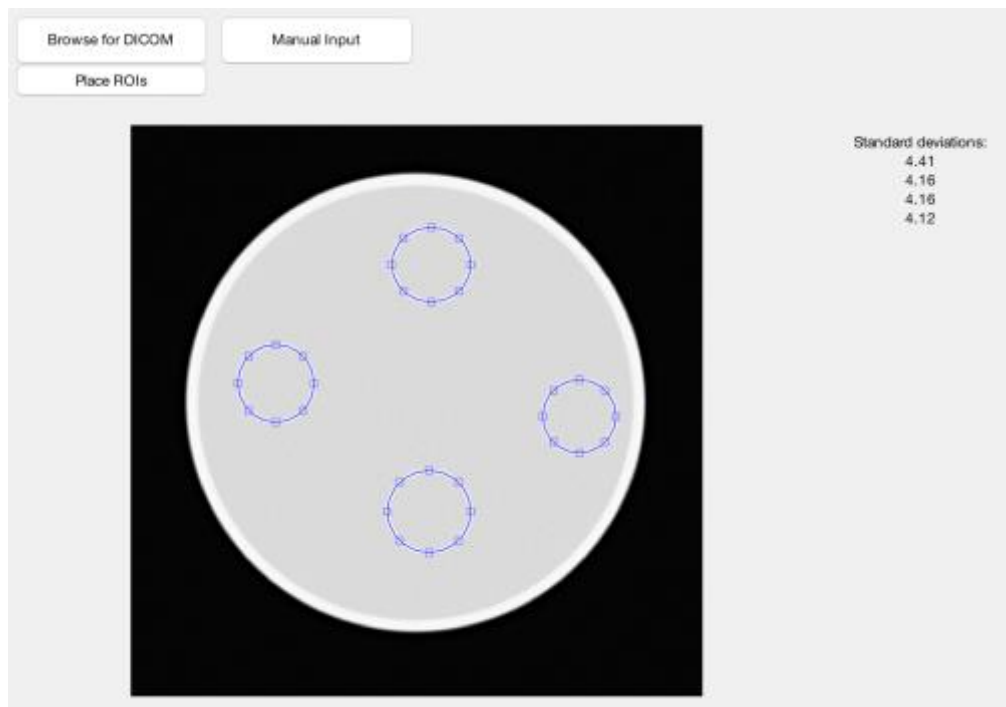 Browse for DICOM
Manual Input
Place ROIs
Standard deviations:
4.41
4.16
4.16
4.12